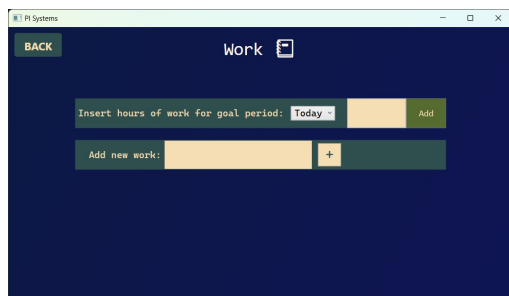 PI Systems
BACK
Work
Insert hours of work for goal period: Today Add
Add new work: +